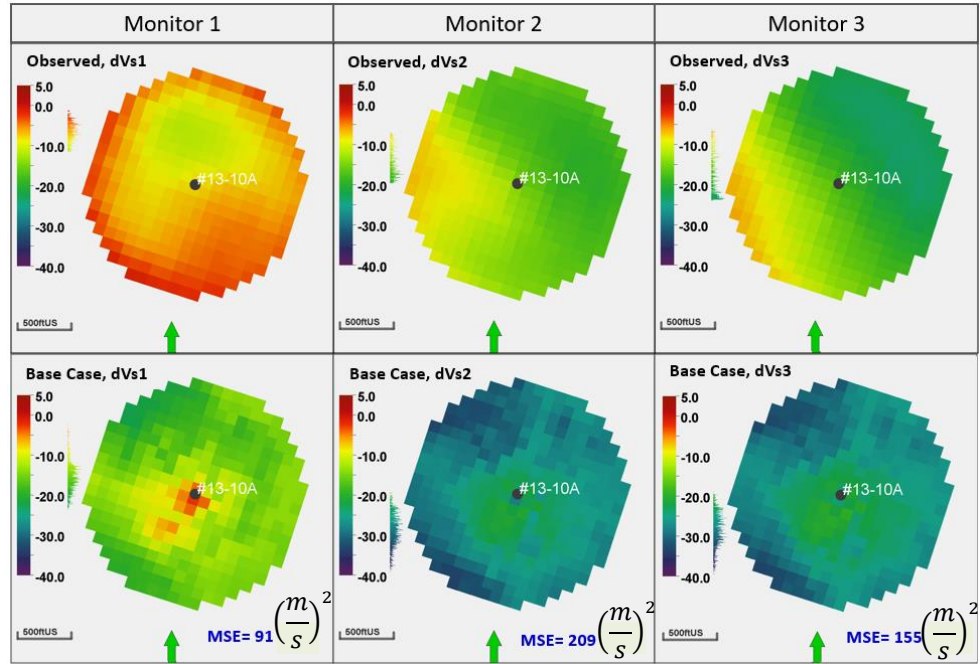 Monitor 1
Monitor 2
Monitor 3
Observed, dVs1
5.0
0.0
-10.0
-20.0
-30.0
-40.0
#13-10A
500ftUS
Observed, dVs2
5.0
0.0
-10.0
-20.0
-30.0
-40.0
#13-10A
500ftUS
Observed, dVs3
5.0
0.0
-10.0
-20.0
-30.0
-40.0
#13-10A
500ftUS
Base Case, dVs1
5.0
0.0
-10.0
-20.0
-30.0
-40.0
#13-10A
500ftUS
MSE= 91 (m/s)²
Base Case, dVs2
5.0
0.0
-10.0
-20.0
-30.0
-40.0
#13-10A
500ftUS
MSE= 209 (m/s)²
Base Case, dVs3
5.0
0.0
-10.0
-20.0
-30.0
-40.0
#13-10A
500ftUS
MSE= 155 (m/s)²